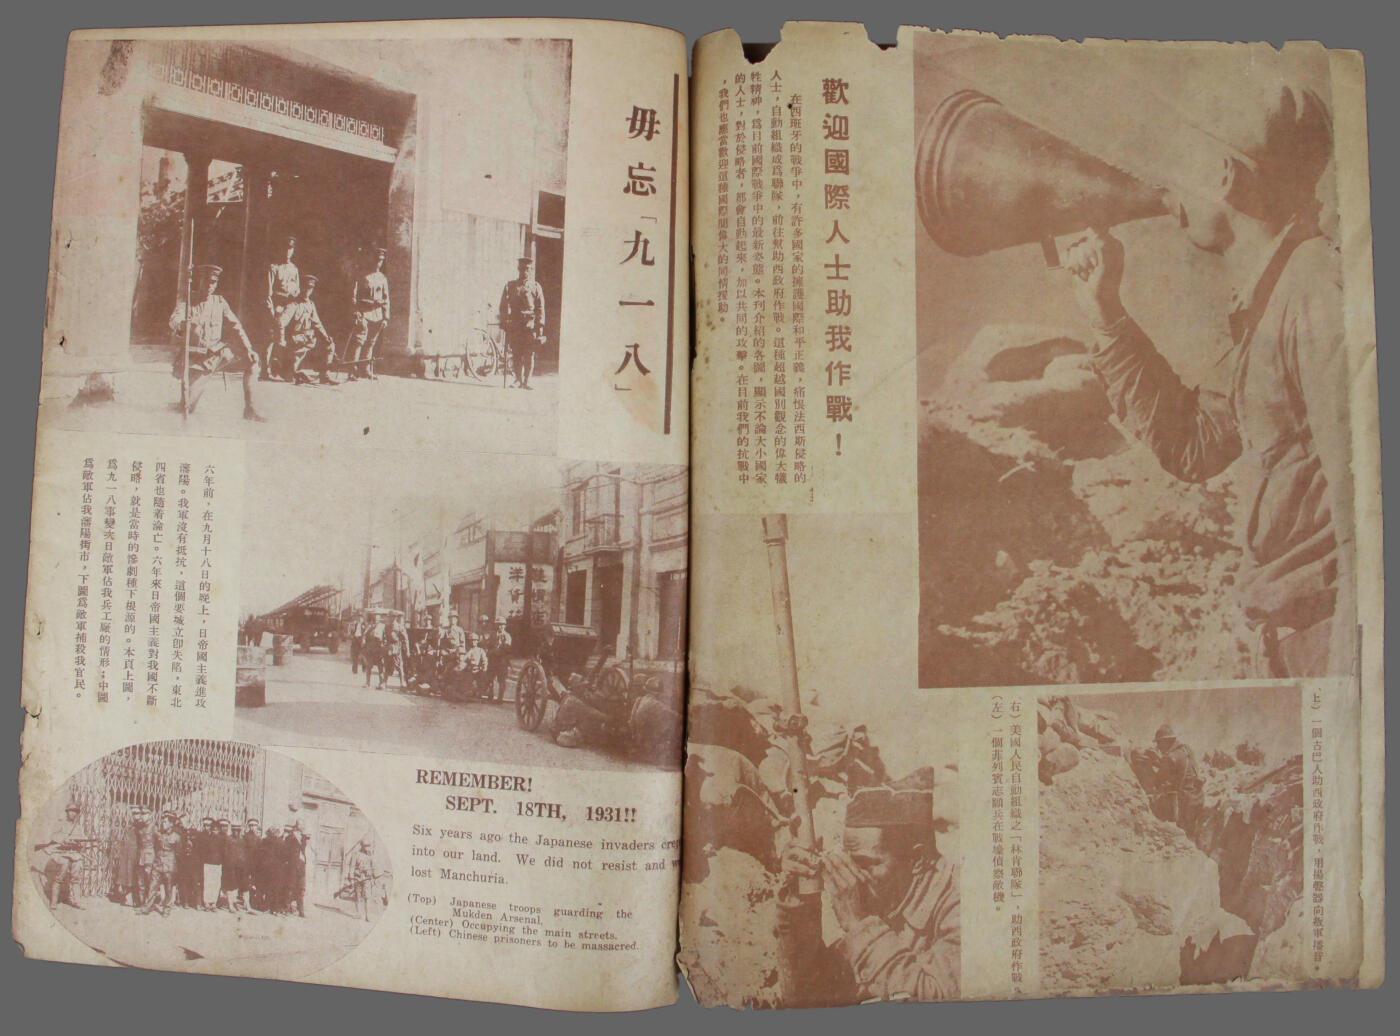 歡迎國際人士助我作戰！
在西班牙的戰爭中，有許多國家的擁護國際和平正義，痛恨法西斯侵略的
人士，自動組織成爲聯隊，前往幫助西政府作戰。這種超越國別觀念的偉大犧
牲精神，爲目前國際戰爭中的最新姿態。本刊介紹的各圖，顯示不論大小國家
的人士，對於侵略者，都會自動起來，加以共同的攻擊。在目前我們的抗戰中
，我們也應當歡迎這種國際間偉大的同情援助。
上）一個古巴人助西政府作戰，用揚聲器向叛軍播音。
右）美國人民自動組織之「林肯聯隊」，助西政府作戰。
（左）一個菲列賓志願兵在戰壕偵察敵機。
毋忘「九一八」
六年前，在九月十八日的晚上，日帝國主義進攻
瀋陽。我軍沒有抵抗，這個要城立卽失陷，東北
四省也隨着淪亡。六年來日帝國主義對我國不斷
侵略，就是當時的慘劇種下根源的。本頁上圖，
爲九一八事變次日敵軍佔我兵工廠的情形；中圖
爲敵軍佔我瀋陽街市，下圖爲敵軍捕殺我官民。
洋貨
REMEMBER!
SEPT. 18TH, 1931!!
Six years ago the Japanese invaders
into our land. We did not resist and
lost Manchuria.
(Top) Japanese troops guarding the
Mukden Arsenal.
(Center) Occupying the main streets.
(Left) Chinese prisoners to be massacred.